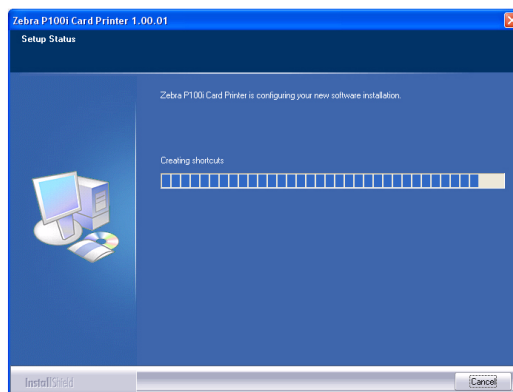 Zebra P100i Card Printer 1.00.01
Setup Status
Zebra P100i Card Printer is configuring your new software installation.
Creating shortcuts
InstallShield
Cancel